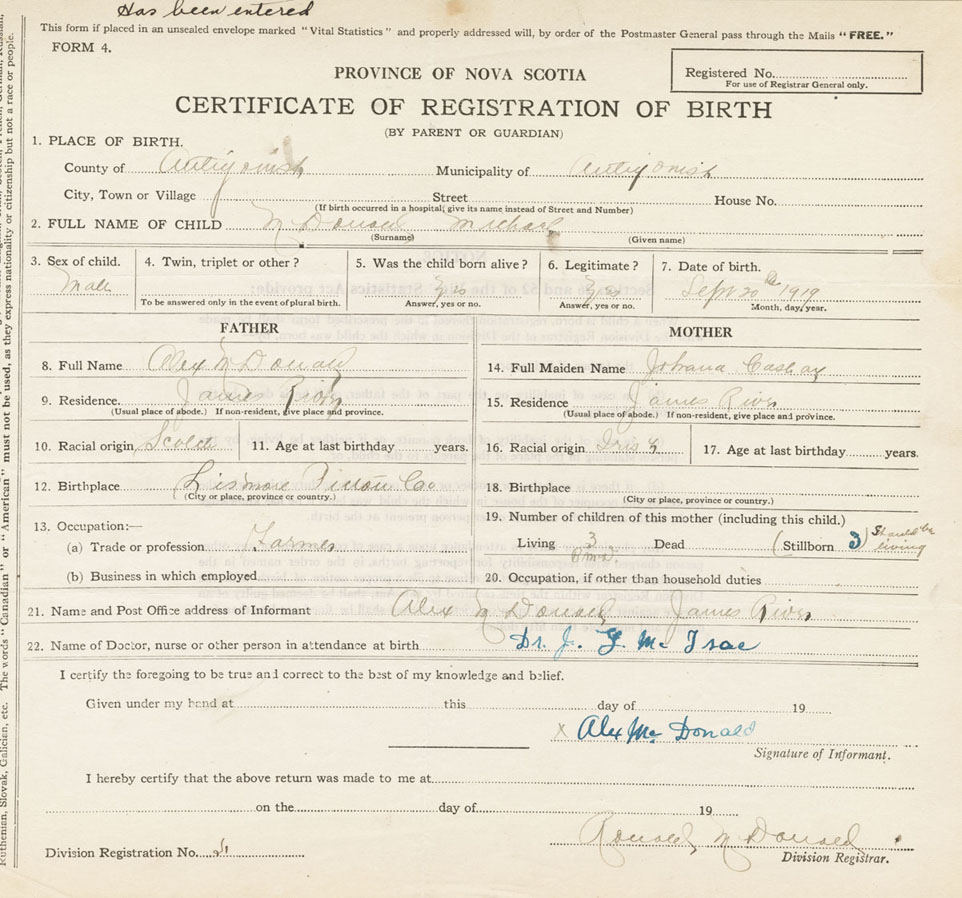 Has been entered
This form if placed in an unsealed envelope marked "Vital Statistics" and properly addressed will, by order of the Postmaster General pass through the Mails "FREE."
FORM 4.
Registered No.
For use of Registrar General only.
PROVINCE OF NOVA SCOTIA
CERTIFICATE OF REGISTRATION OF BIRTH
(BY PARENT OR GUARDIAN)
1. PLACE OF BIRTH.
County of Antigonish Municipality of Antigonish
City, Town or Village Street House No.
(If birth occurred in a hospital, give its name instead of Street and Number)
2. FULL NAME OF CHILD McDonald Michael
(Surname) (Given name)
3. Sex of child. 4. Twin, triplet or other? 5. Was the child born alive? 6. Legitimate? 7. Date of birth.
Male yes yes Sept 20th 1919
To be answered only in the event of plural birth. Answer, yes or no. Answer, yes or no. Month, day, year.
FATHER MOTHER
8. Full Name Alex McDonald 14. Full Maiden Name Johana
9. Residence. James River 15. Residence James River
(Usual place of abode.) If non-resident, give place and province. (Usual place of abode.) If non-resident, give place and province.
10. Racial origin Scotch 11. Age at last birthday years. 16. Racial origin Irish 17. Age at last birthday years.
12. Birthplace Lismore Pictou Co 18. Birthplace
(City or place, province or country.) (City or place, province or country.)
13. Occupation:— 19. Number of children of this mother (including this child.)
(a) Trade or profession Farmer Living 3 Dead (Stillborn 3) Should be living
(b) Business in which employed 20. Occupation, if other than household duties
21. Name and Post Office address of Informant Alex McDonald James River
22. Name of Doctor, nurse or other person in attendance at birth Dr. J. Mc Isac
I certify the foregoing to be true and correct to the best of my knowledge and belief.
Given under my hand at this day of 19
x Alex Mc Donald
Signature of Informant.
I hereby certify that the above return was made to me at
on the day of 19
Ronald McDonald
Division Registration No. Division Registrar.
Ruthenian, Slovak, Galician, etc. The words "Canadian" or "American" must not be used, as they express nationality or citizenship but not a race or people.